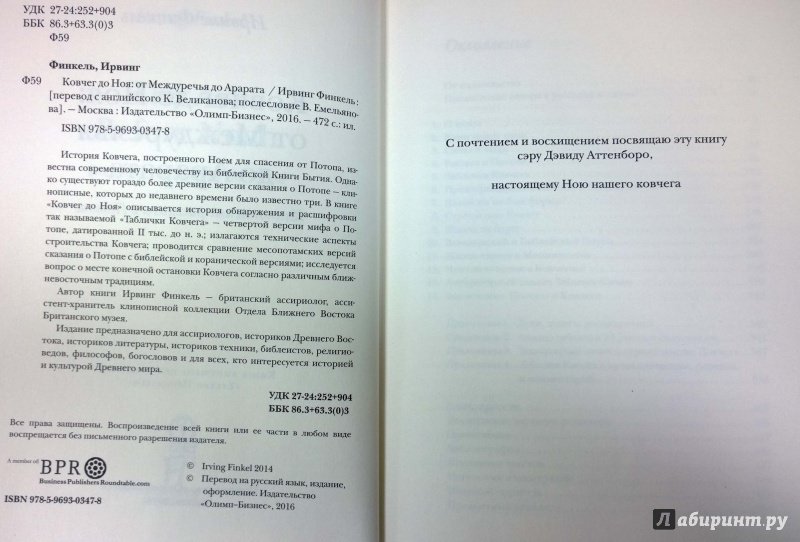 УДК 27-24:252+904
ББК 86.3+63.3(0)3
Ф59
Финкель, Ирвинг
Ф59 Ковчег до Ноя: от Междуречья до Арарата / Ирвинг Финкель:
[перевод с английского К. Великанова; послесловие В. Емельяно-
ва]. — Москва : Издательство «Олимп-Бизнес», 2016. — 472 с.: ил.
ISBN 978-5-9693-0347-8
История Ковчега, построенного Ноем для спасения от Потопа, из-
вестна современному человечеству из библейской Книги Бытия. Одна-
ко существуют гораздо более древние версии сказания о Потопе — кли-
нописные, которых до недавнего времени было известно три. В книге
«Ковчег до Ноя» описывается история обнаружения и расшифровки
так называемой «Таблички Ковчега» — четвертой версии мифа о По-
топе, датированной II тыс. до н. э.; излагаются технические аспекты
строительства Ковчега; проводится сравнение месопотамских версий
сказания о Потопе с библейской и коранической версиями; исследуется
вопрос о месте конечной остановки Ковчега согласно различным ближ-
невосточным традициям.
Автор книги Ирвинг Финкель — британский ассириолог, асси-
стент-хранитель клинописной коллекции Отдела Ближнего Востока
Британского музея.
Издание предназначено для ассириологов, историков Древнего Вос-
тока, историков литературы, историков техники, библеистов, религио-
ведов, философов, богословов и для всех, кто интересуется историей
и культурой Древнего мира.
УДК 27-24:252+904
ББК 86.3+63.3(0)3
Все права защищены. Воспроизведение всей книги или ее части в любом виде
воспрещается без письменного разрешения издателя.
A member of BPR
Business Publishers Roundtable.com
ISBN 978-5-9693-0347-8
© Irving Finkel 2014
© Перевод на русский язык, издание,
оформление. Издательство
«Олимп–Бизнес», 2016
С почтением и восхищением посвящаю эту книгу
сэру Дэвиду Аттенборо,
настоящему Ною нашего ковчега
Лабиринт.ру